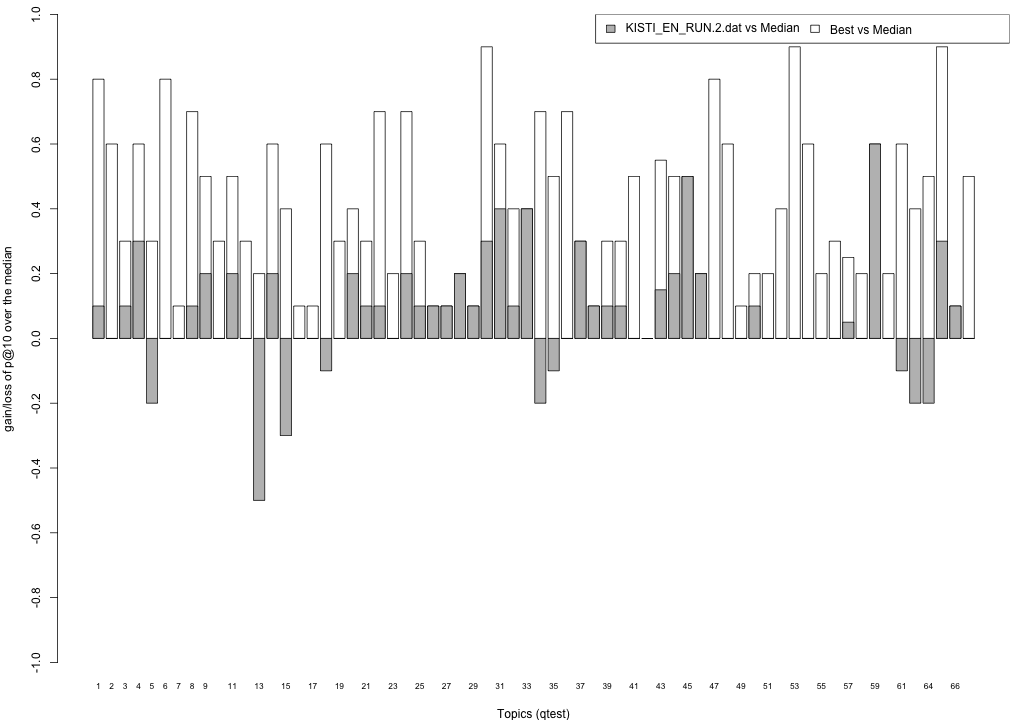 KISTI_EN_RUN.2.dat vs Median Best vs Median
gain/loss of p@10 over the median
1.0
0.8
0.6
0.4
0.2
0.0
-0.2
-0.4
-0.6
-0.8
-1.0
1 2 3 4 5 6 7 8 9 11 13 15 17 19 21 23 25 27 29 31 33 35 37 39 41 43 45 47 49 51 53 55 57 59 61 64 66
Topics (qtest)